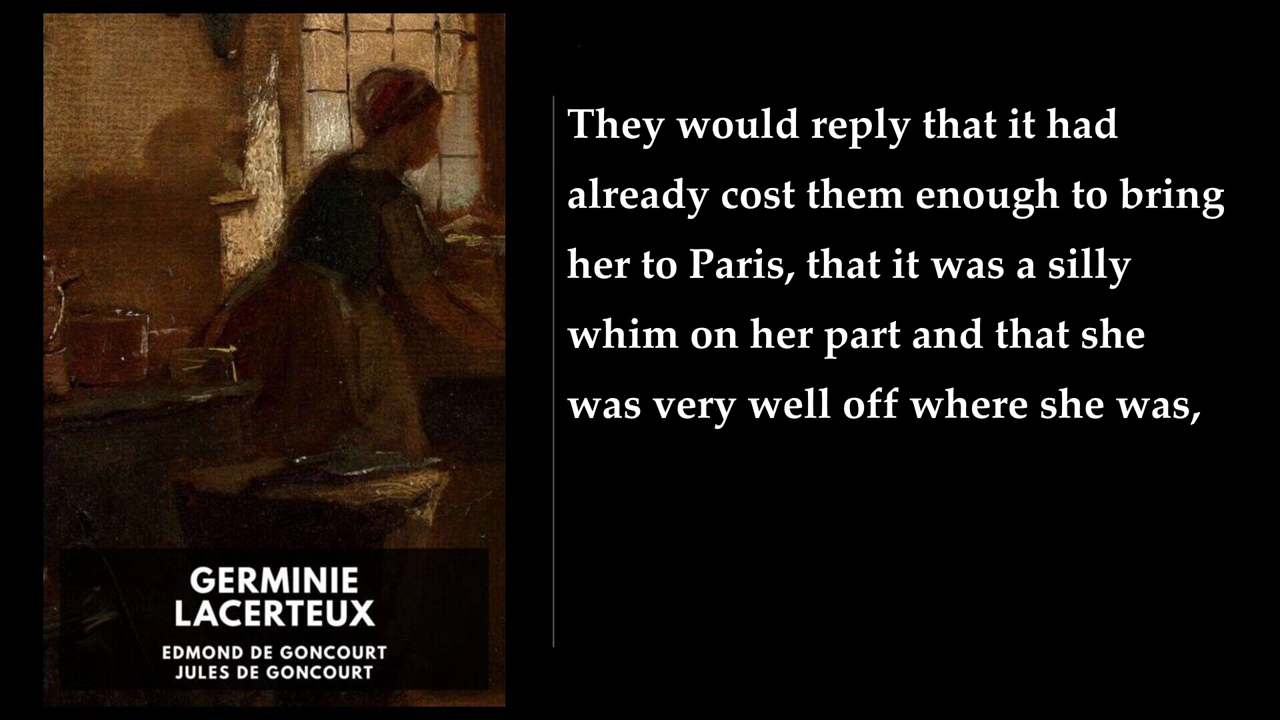 They would reply that it had
already cost them enough to bring
her to Paris, that it was a silly
whim on her part and that she
was very well off where she was,
GERMINIE
LACERTEUX
EDMOND DE GONCOURT
JULES DE GONCOURT